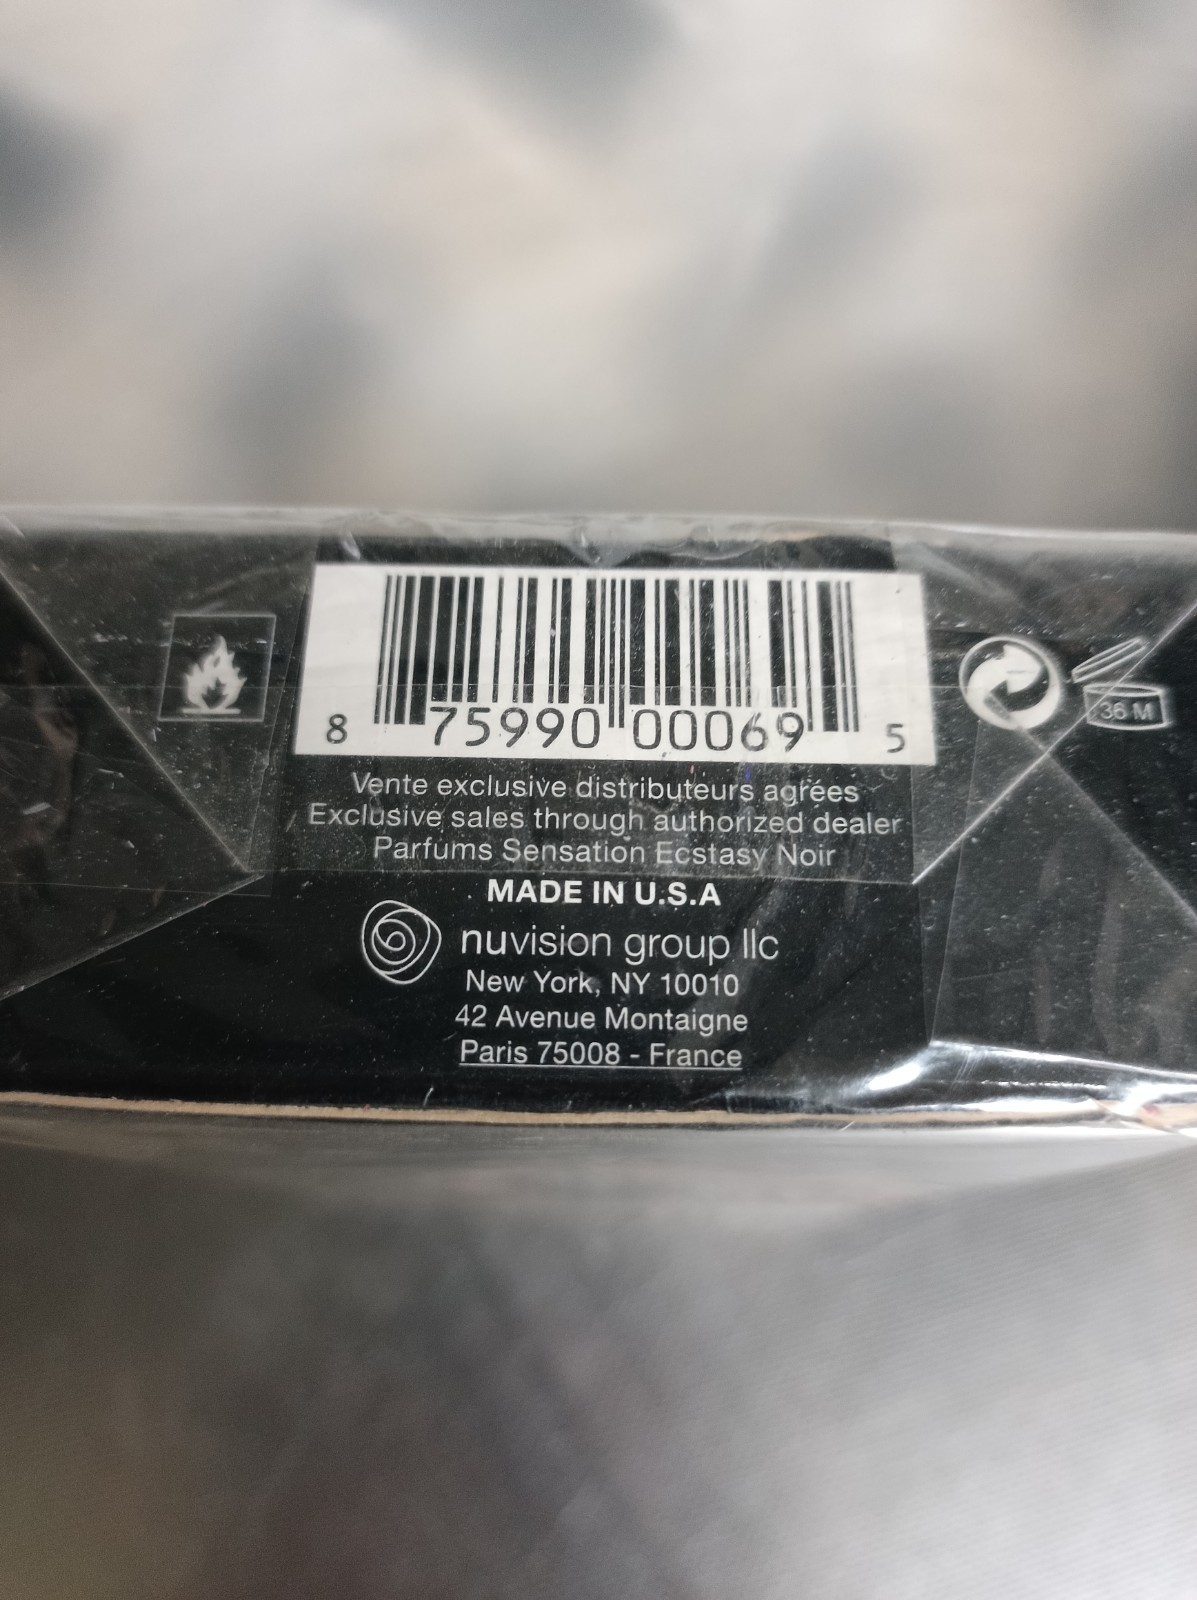 8 75990 00069 5
36 M
Vente exclusive distributeurs agrées
Exclusive sales through authorized dealer
Parfums Sensation Ecstasy Noir
MADE IN U.S.A
nuvision group llc
New York, NY 10010
42 Avenue Montaigne
Paris 75008 - France